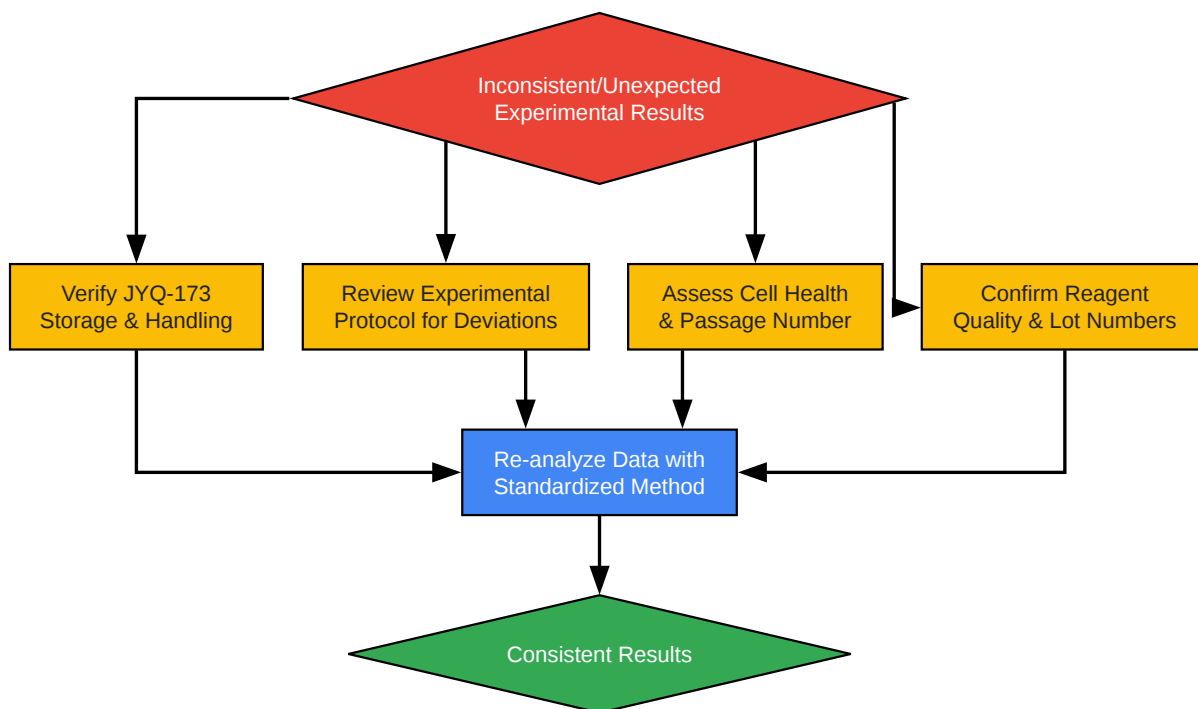 Inconsistent/Unexpected
Experimental Results
Verify JYQ-173
Storage & Handling
Review Experimental
Protocol for Deviations
Assess Cell Health
& Passage Number
Confirm Reagent
Quality & Lot Numbers
Re-analyze Data with
Standardized Method
Consistent Results